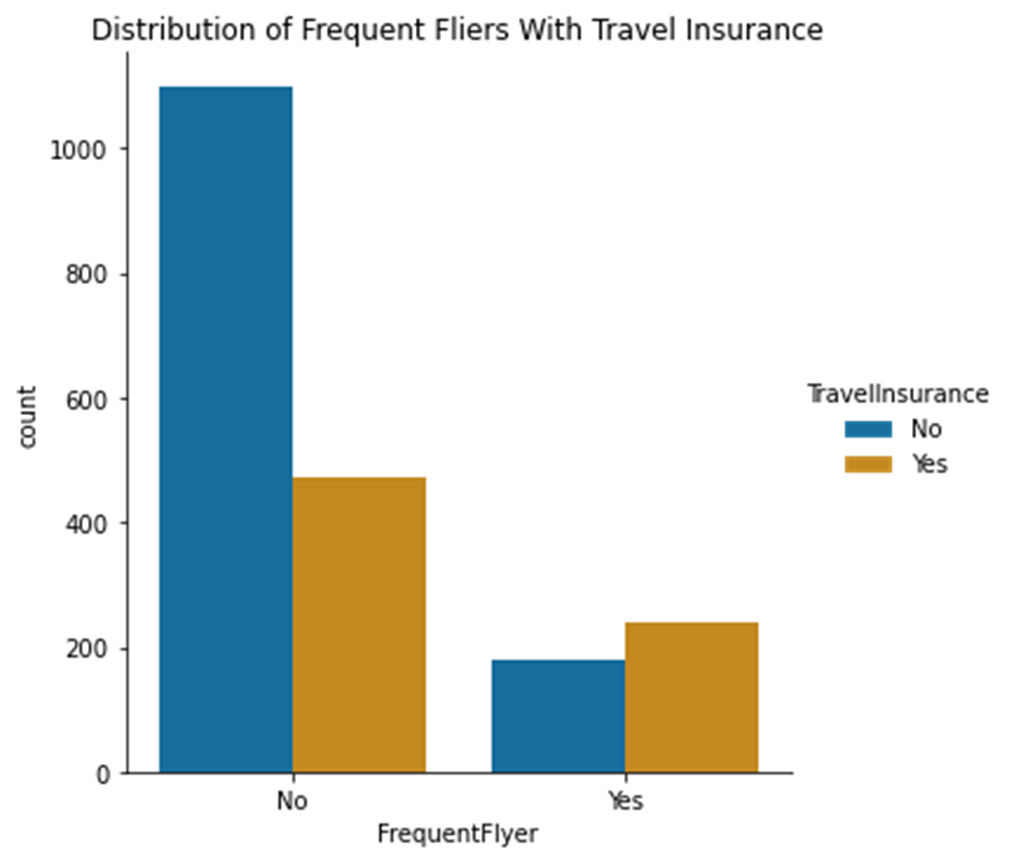 Distribution of Frequent Fliers With Travel Insurance
1000
800
600
400
200
0
count
No
Yes
FrequentFlyer
TravelInsurance
No
Yes